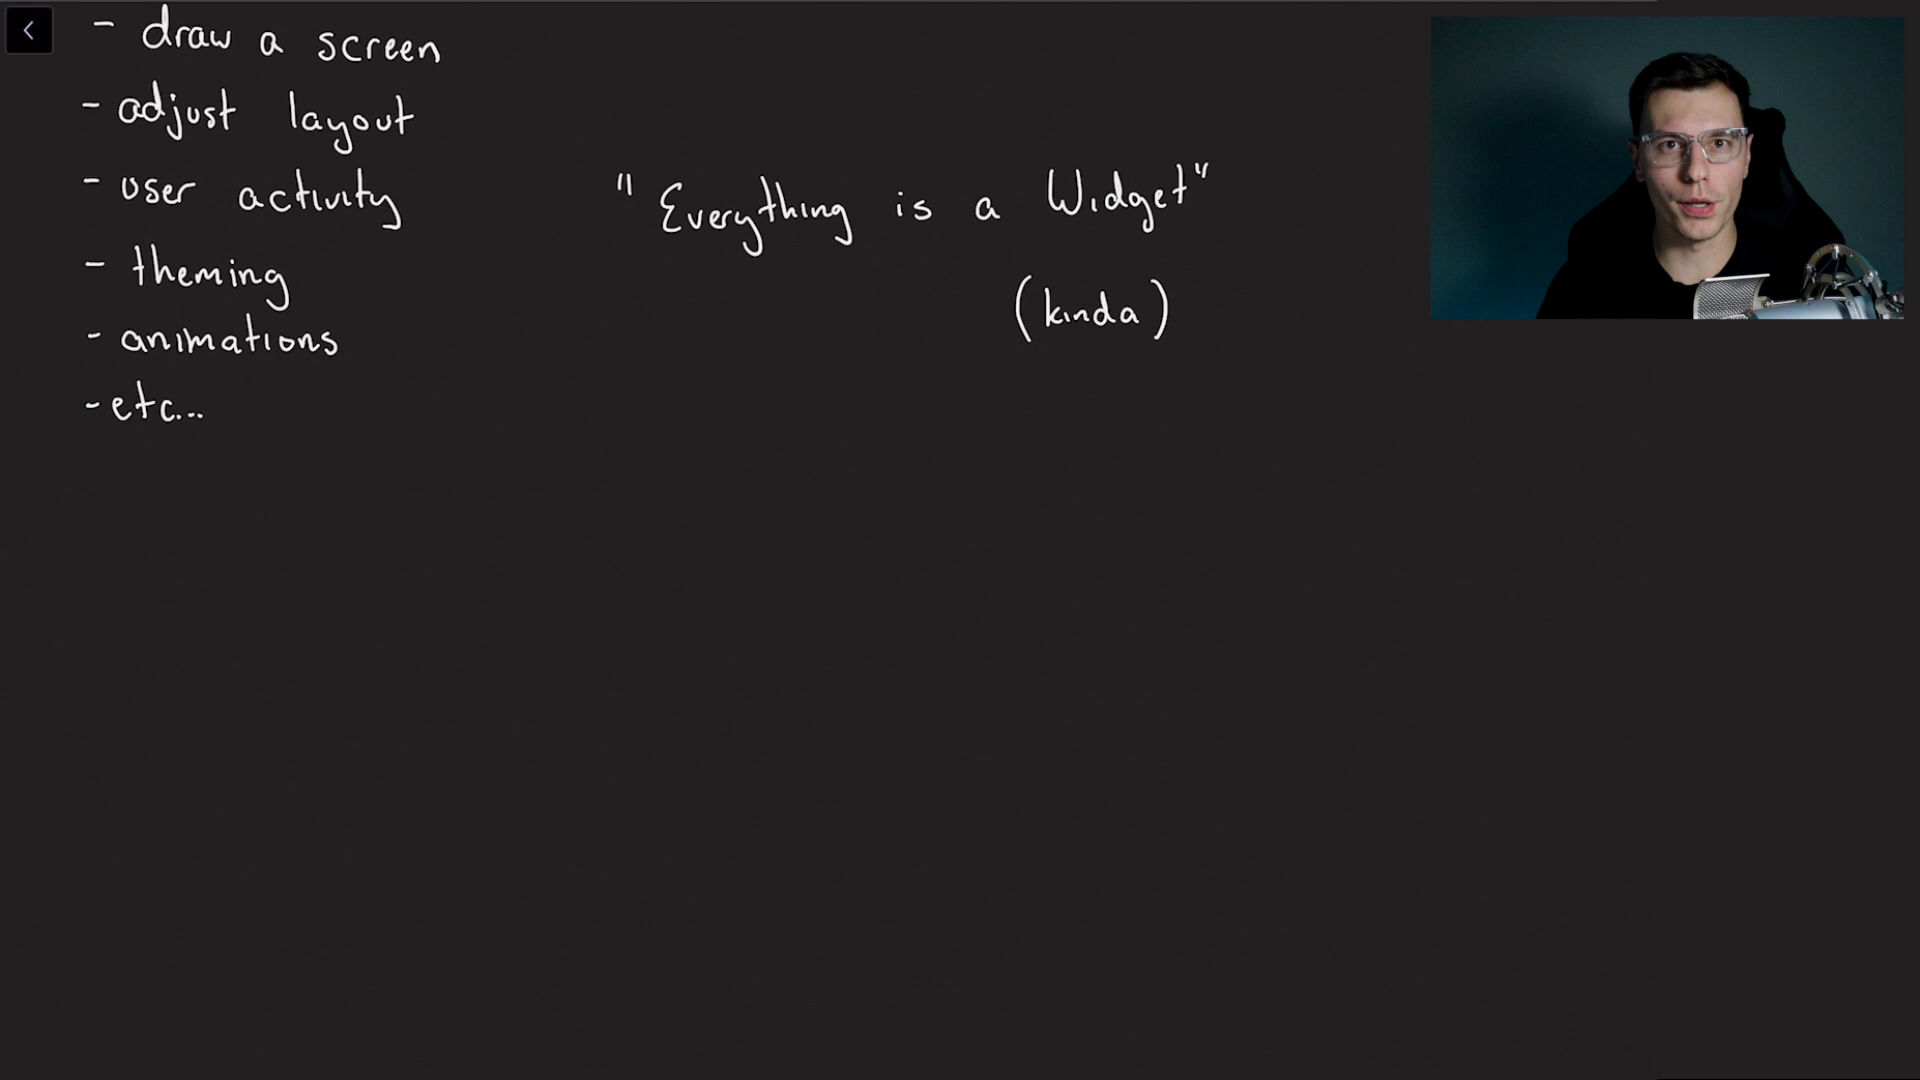 - draw a screen
- adjust layout
- user activity
- theming
- animations
- etc...
"Everything is a Widget"
(kinda)